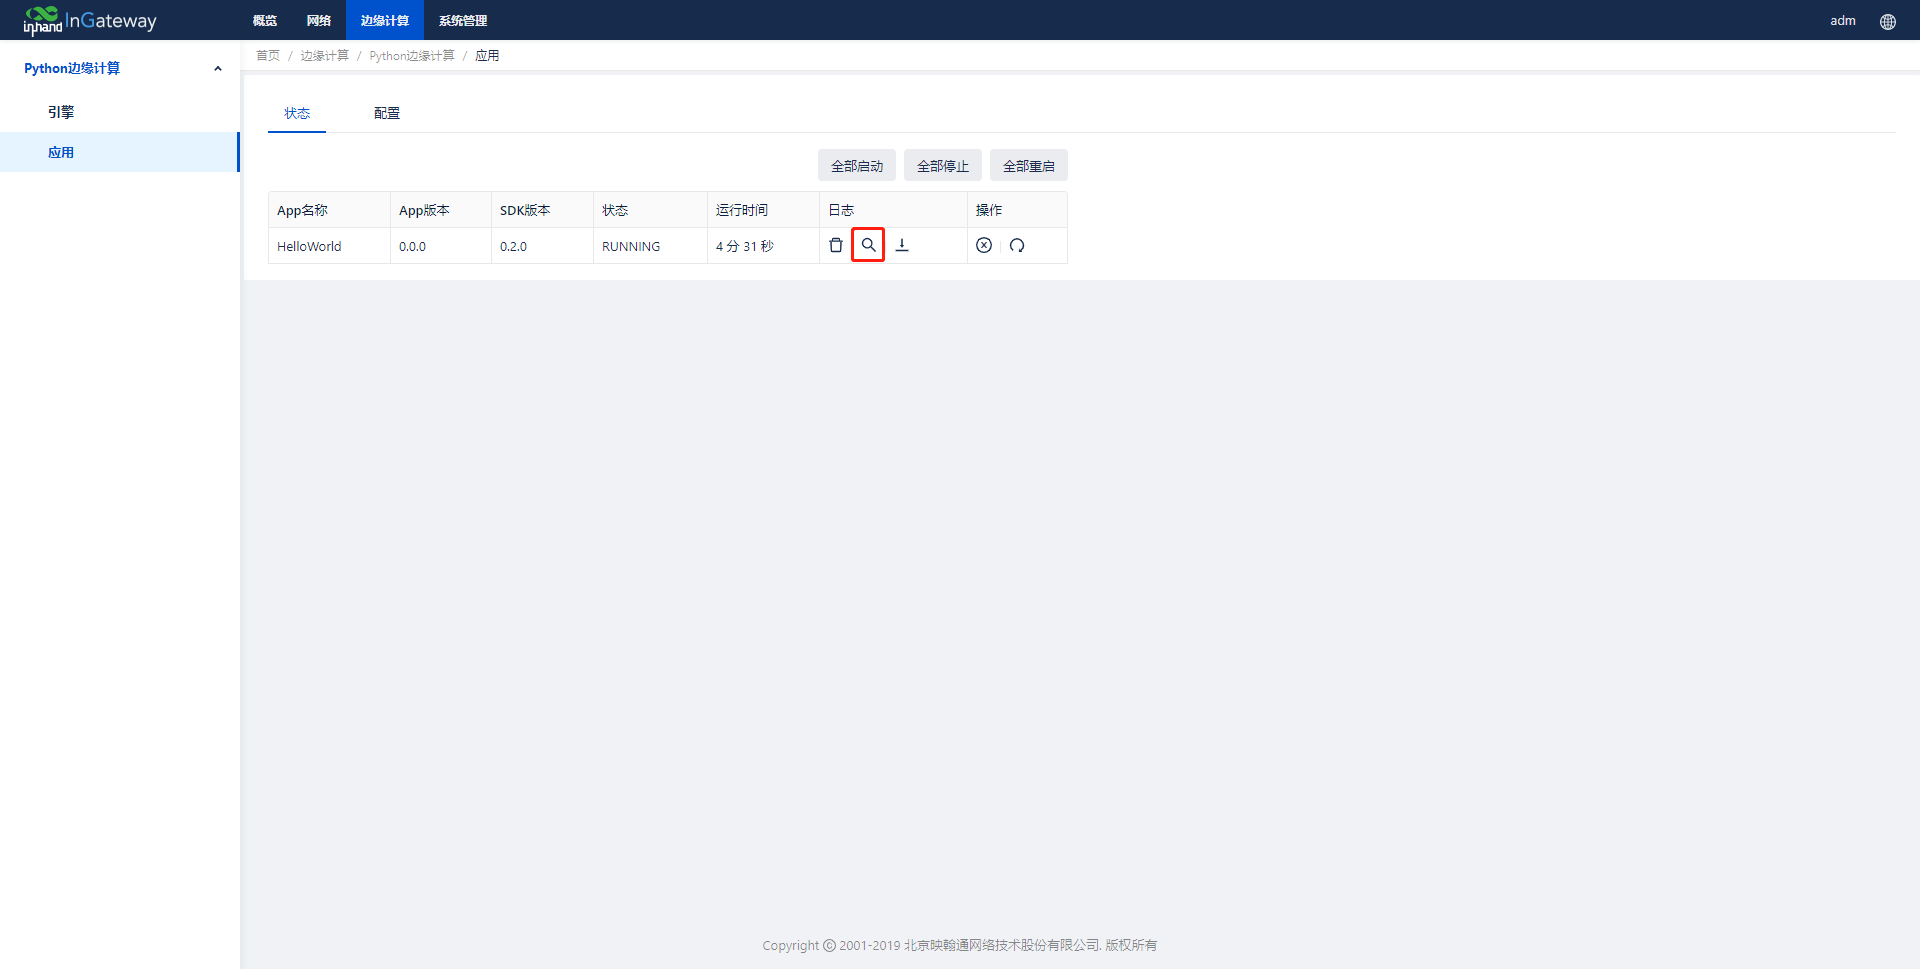 inhand InGateway 概览 网络 边缘计算 系统管理 adm
Python边缘计算
引擎
应用
首页 / 边缘计算 / Python边缘计算 / 应用
状态 配置
全部启动 全部停止 全部重启
App名称 App版本 SDK版本 状态 运行时间 日志 操作
HelloWorld 0.0.0 0.2.0 RUNNING 4 分 31 秒
Copyright © 2001-2019 北京映翰通网络技术股份有限公司. 版权所有